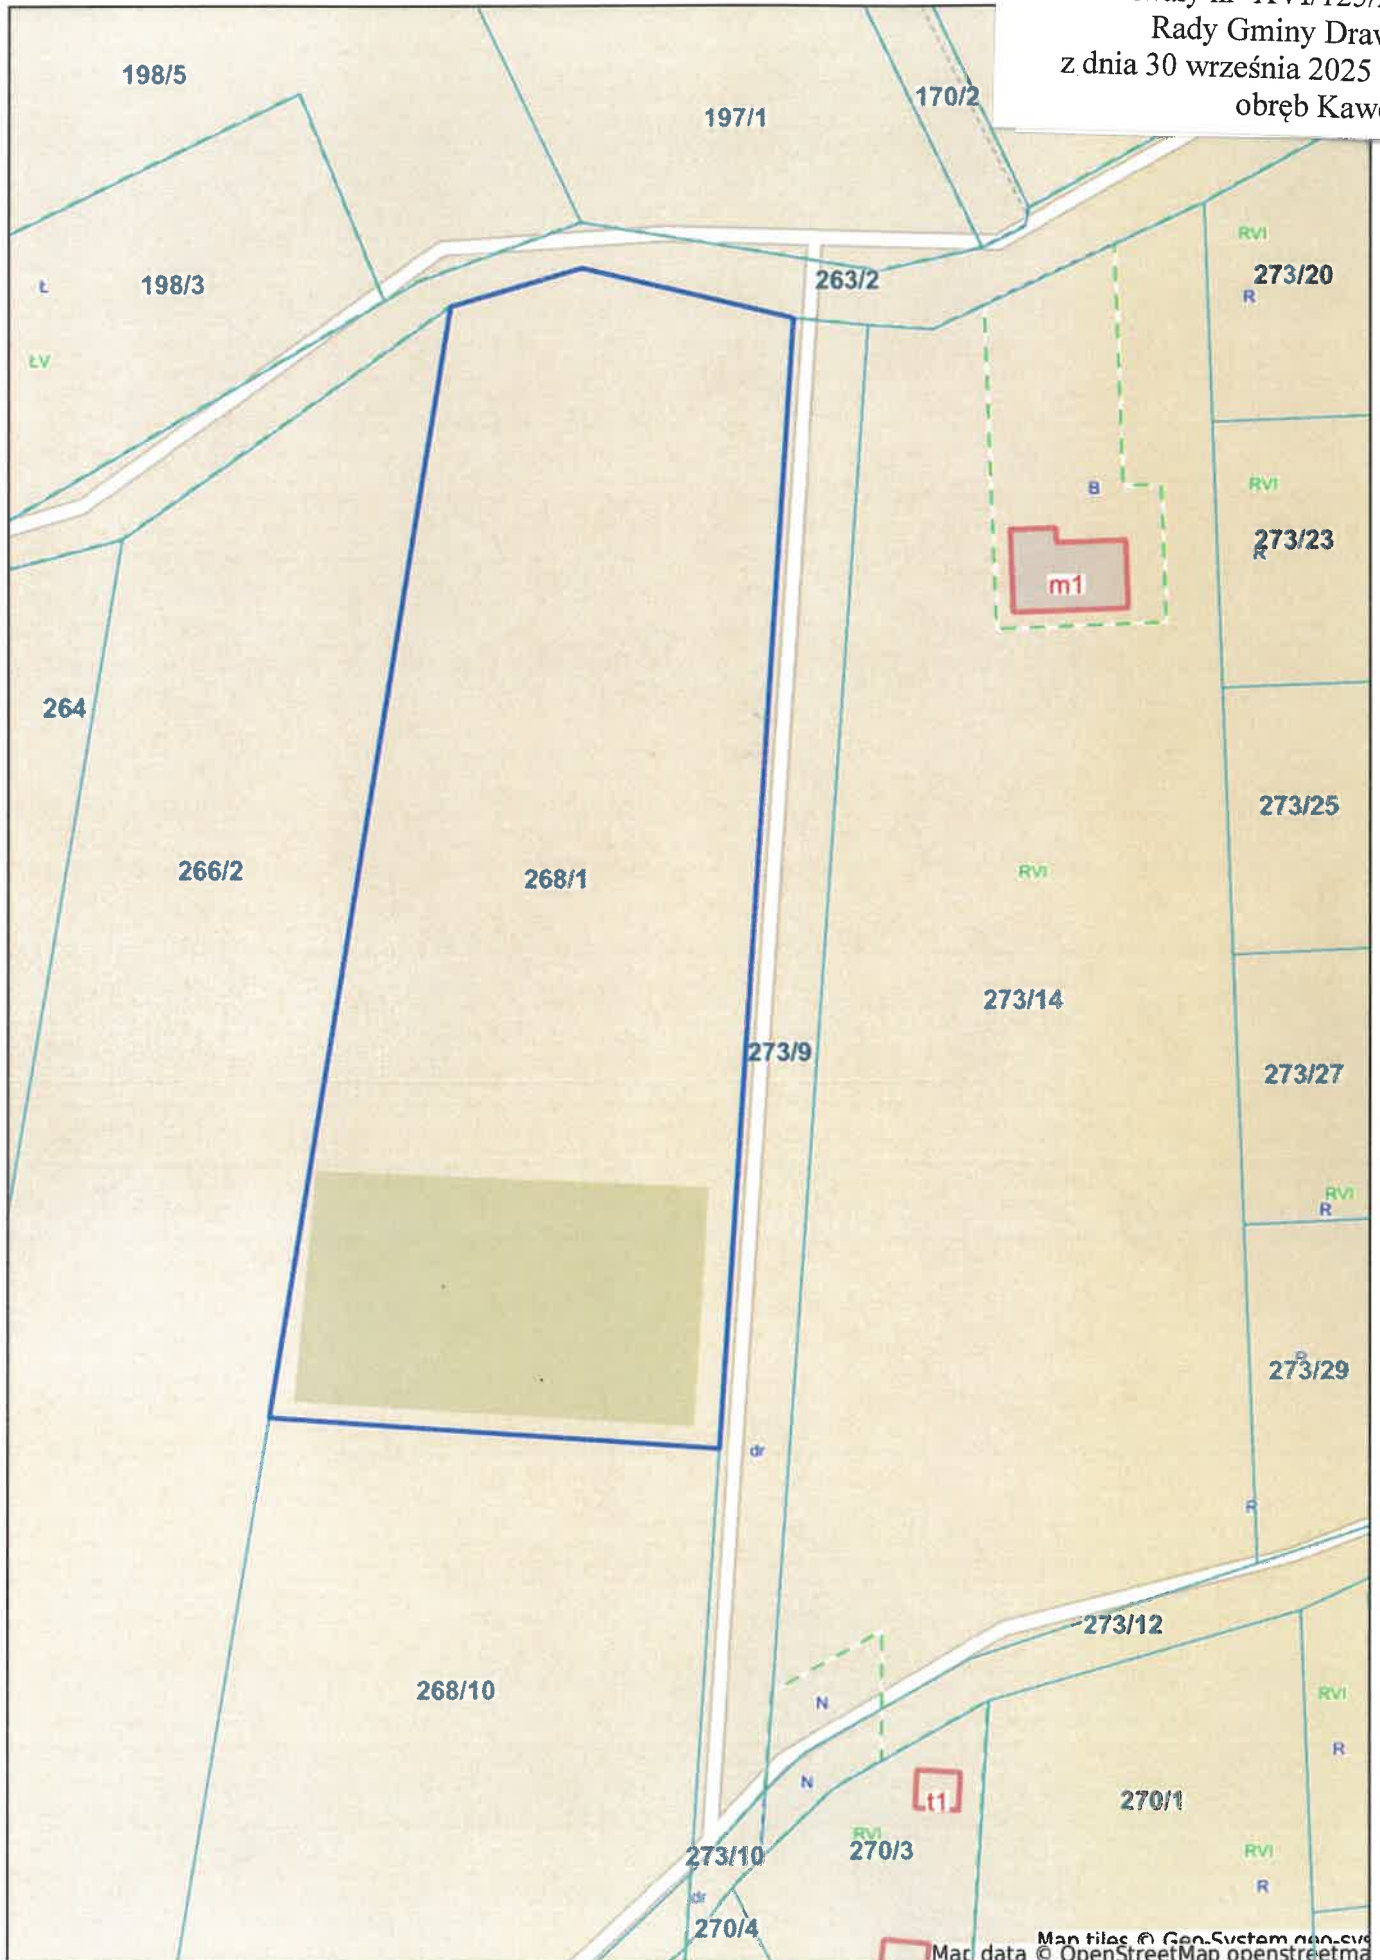 Rady Gminy
z dnia 30 września 2025
obręb
198/5
197/1
170/2
RVI
273/20
R
263/2
Ł
198/3
ŁV
B
RVI
273/23
R
m1
264
273/25
266/2
268/1
RVI
273/14
273/9
273/27
RVI
R
R
273/29
dr
R
273/12
268/10
N
RVI
R
N
t1
270/1
RVI
270/3
273/10
RVI
R
dr
270/4
Map tiles © Geo-System
Map data © OpenStreetMap